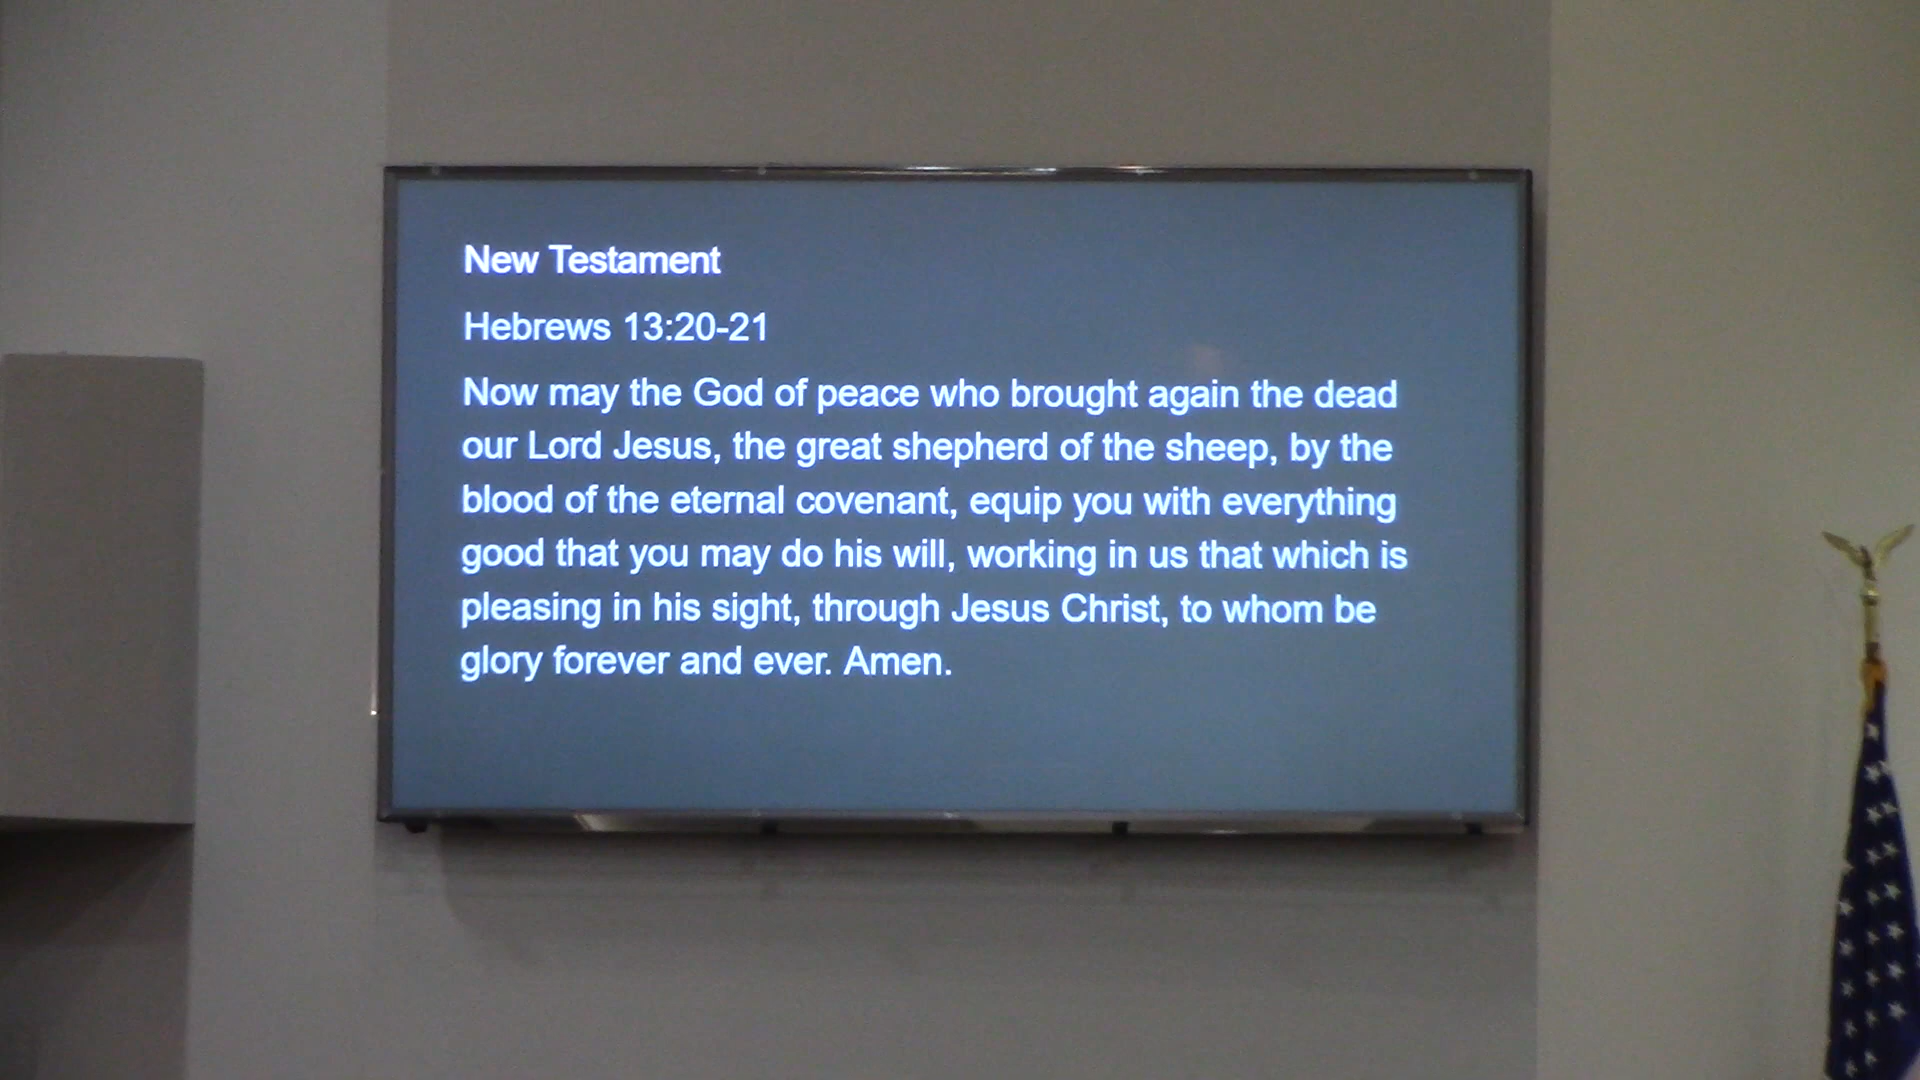 New Testament
Hebrews 13:20-21
Now may the God of peace who brought again the dead
our Lord Jesus, the great shepherd of the sheep, by the
blood of the eternal covenant, equip you with everything
good that you may do his will, working in us that which is
pleasing in his sight, through Jesus Christ, to whom be
glory forever and ever. Amen.